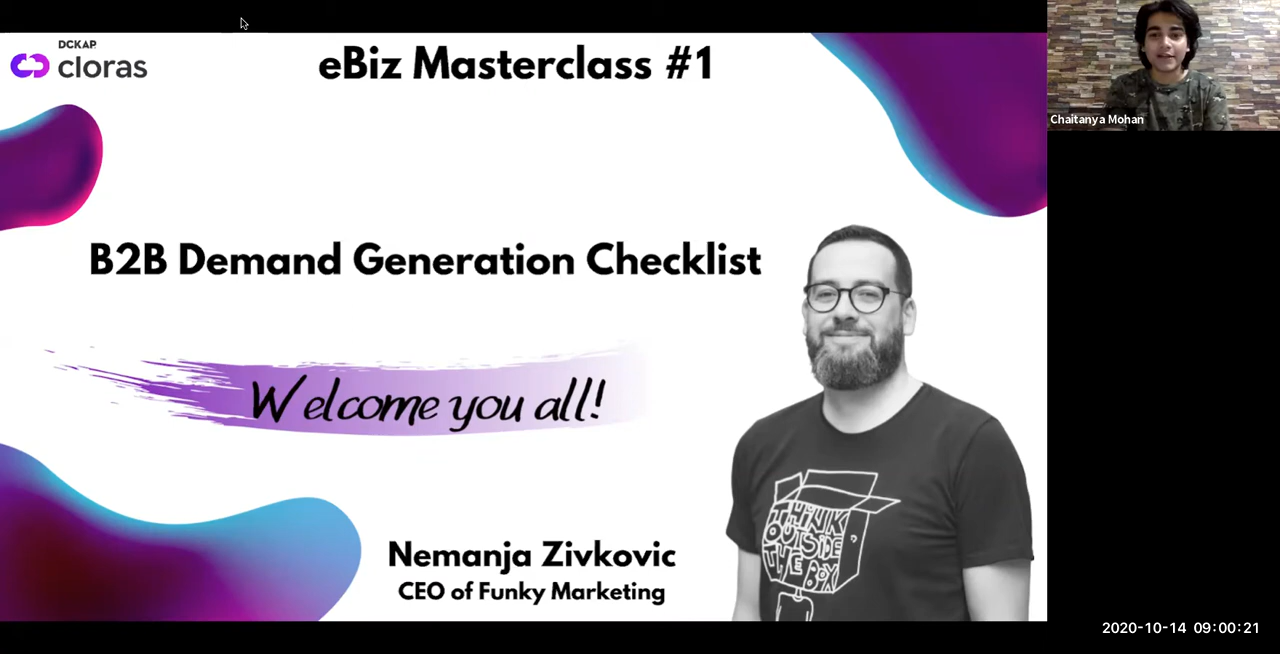 DCKAP
cloras
eBiz Masterclass #1
Chaitanya Mohan
B2B Demand Generation Checklist
Welcome you all!
THiNK
OUTSiDE
THE BOX
Nemanja Zivkovic
CEO of Funky Marketing
2020-10-14 09:00:21